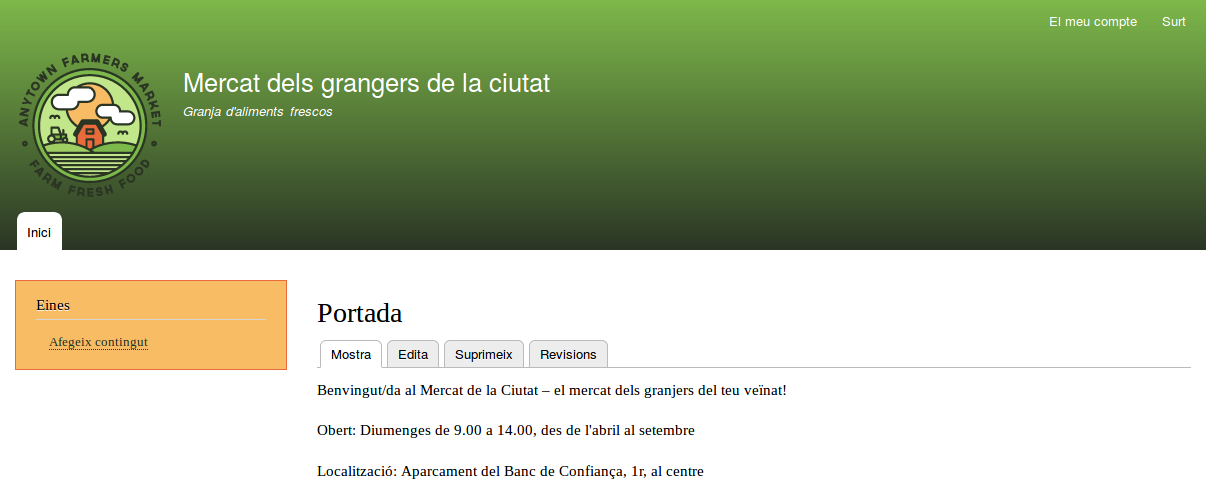 El meu compte Surt
ANYTOWN FARMERS MARKET
FARM FRESH FOOD
Mercat dels grangers de la ciutat
Granja d'aliments frescos
Inici
Eines
Afegeix contingut
Portada
Mostra Edita Suprimeix Revisions
Benvingut/da al Mercat de la Ciutat – el mercat dels granjers del teu veïnat!
Obert: Diumenges de 9.00 a 14.00, des de l'abril al setembre
Localització: Aparcament del Banc de Confiança, 1r, al centre